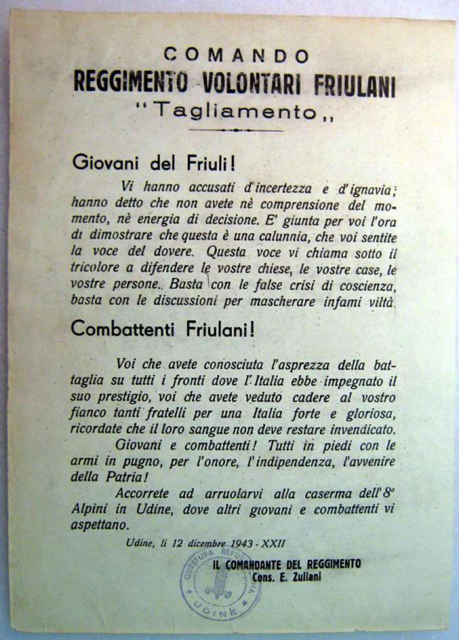 COMANDO
REGGIMENTO VOLONTARI FRIULANI
"Tagliamento„
Giovani del Friuli!
Vi hanno accusati d'incertezza e d'ignavia;
hanno detto che non avete nè comprensione del mo-
mento, nè energia di decisione. E' giunta per voi l'ora
di dimostrare che questa è una calunnia, che voi sentite
la voce del dovere. Questa voce vi chiama sotto il
tricolore a difendere le vostre chiese, le vostre case, le
vostre persone. Basta con le false crisi di coscienza,
basta con le discussioni per mascherare infami viltà.
Combattenti Friulani!
Voi che avete conosciuta l'asprezza della bat-
taglia su tutti i fronti dove l'Italia ebbe impegnato il
suo prestigio, voi che avete veduto cadere al vostro
fianco tanti fratelli per una Italia forte e gloriosa,
ricordate che il loro sangue non deve restare invendicato.
Giovani e combattenti! Tutti in piedi con le
armi in pugno, per l'onore, l'indipendenza, l'avvenire
della Patria!
Accorrete ad arruolarvi alla caserma dell'8º
Alpini in Udine, dove altri giovani e combattenti vi
aspettano.
Udine, li 12 dicembre 1943-XXII
IL COMANDANTE DEL REGGIMENTO
Cons. E. Zuliani
QUESTURA REPUBBLICANA
UDINE